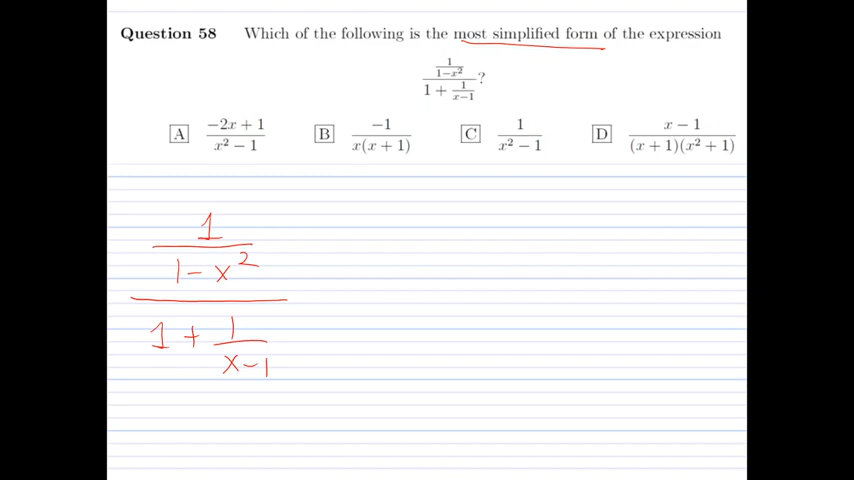 Question 58 Which of the following is the most simplified form of the expression
1
1−x²
1 + 1
x−1
?
A −2x + 1
x² − 1
B −1
x(x + 1)
C 1
x² − 1
D x − 1
(x + 1)(x² + 1)
1
1 − x²
1 + 1
x − 1